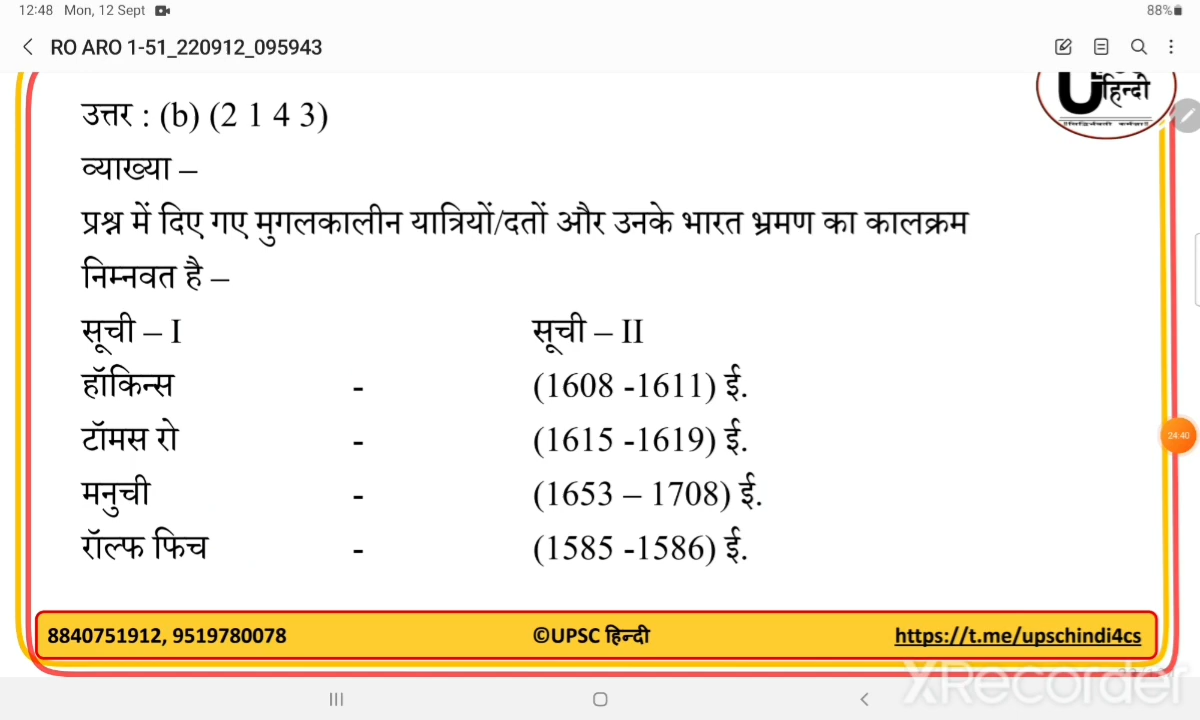 12:48 Mon, 12 Sept 88%
RO ARO 1-51_220912_095943
हिन्दी
उत्तर : (b) (2 1 4 3)
व्याख्या –
प्रश्न में दिए गए मुगलकालीन यात्रियों/दतों और उनके भारत भ्रमण का कालक्रम
निम्नवत है –
सूची – I सूची – II
हॉकिन्स - (1608 -1611) ई.
टॉमस रो - (1615 -1619) ई.
24:40
मनुची - (1653 – 1708) ई.
रॉल्फ फिच - (1585 -1586) ई.
8840751912, 9519780078 ©UPSC हिन्दी https://t.me/upschindi4cs
XRecorder